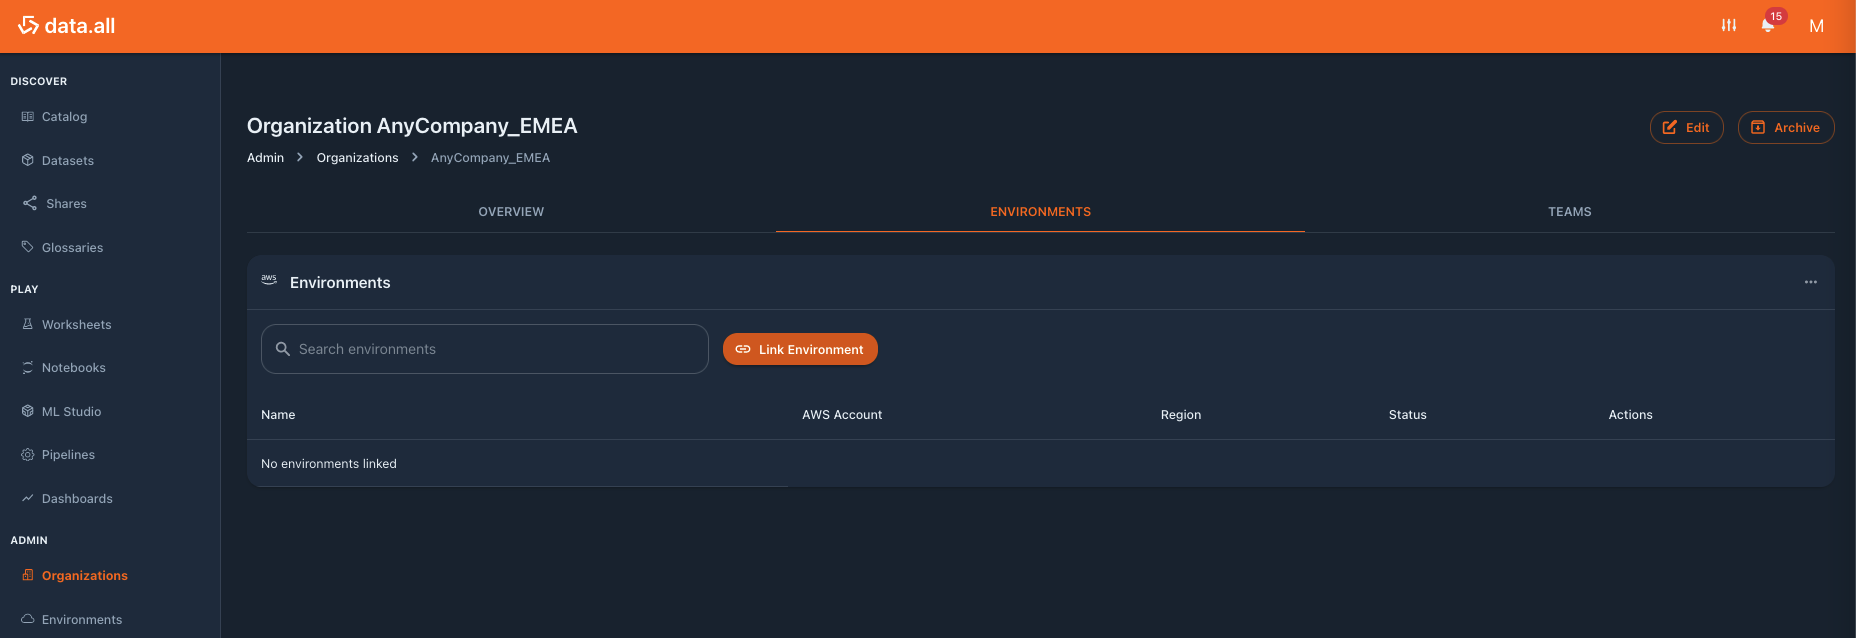 data.all
15
M
DISCOVER
Catalog
Datasets
Shares
Glossaries
PLAY
Worksheets
Notebooks
ML Studio
Pipelines
Dashboards
ADMIN
Organizations
Environments
Organization AnyCompany_EMEA
Edit
Archive
Admin > Organizations > AnyCompany_EMEA
OVERVIEW ENVIRONMENTS TEAMS
aws Environments
Search environments
Link Environment
Name AWS Account Region Status Actions
No environments linked